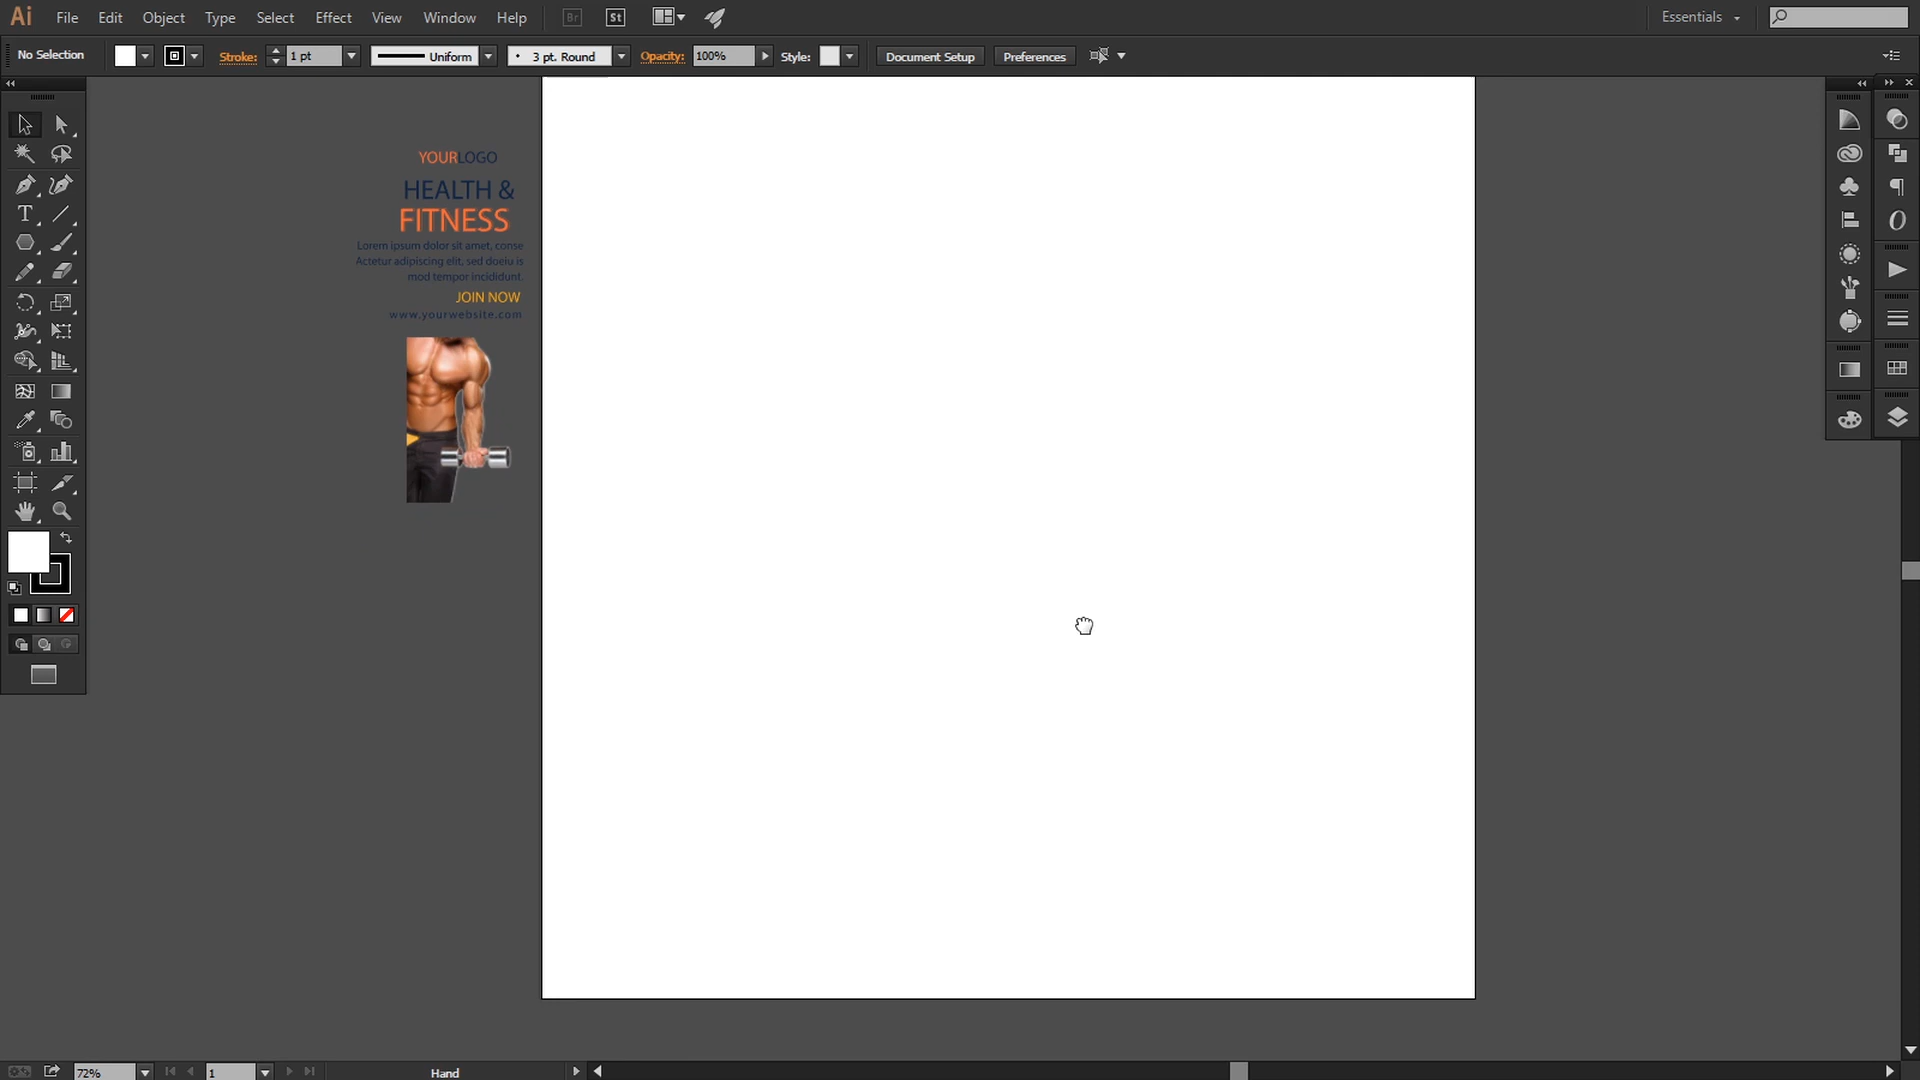 Ai File Edit Object Type Select Effect View Window Help Br St Essentials
No Selection Stroke: 1 pt Uniform 3 pt. Round Opacity: 100% Style: Document Setup Preferences
YOURLOGO
HEALTH &
FITNESS
Lorem ipsum dolor sit amet, conse
Actetur adipiscing elit, sed doeiu is
mod tempor incididunt.
JOIN NOW
www.yourwebsite.com
72% 1 Hand